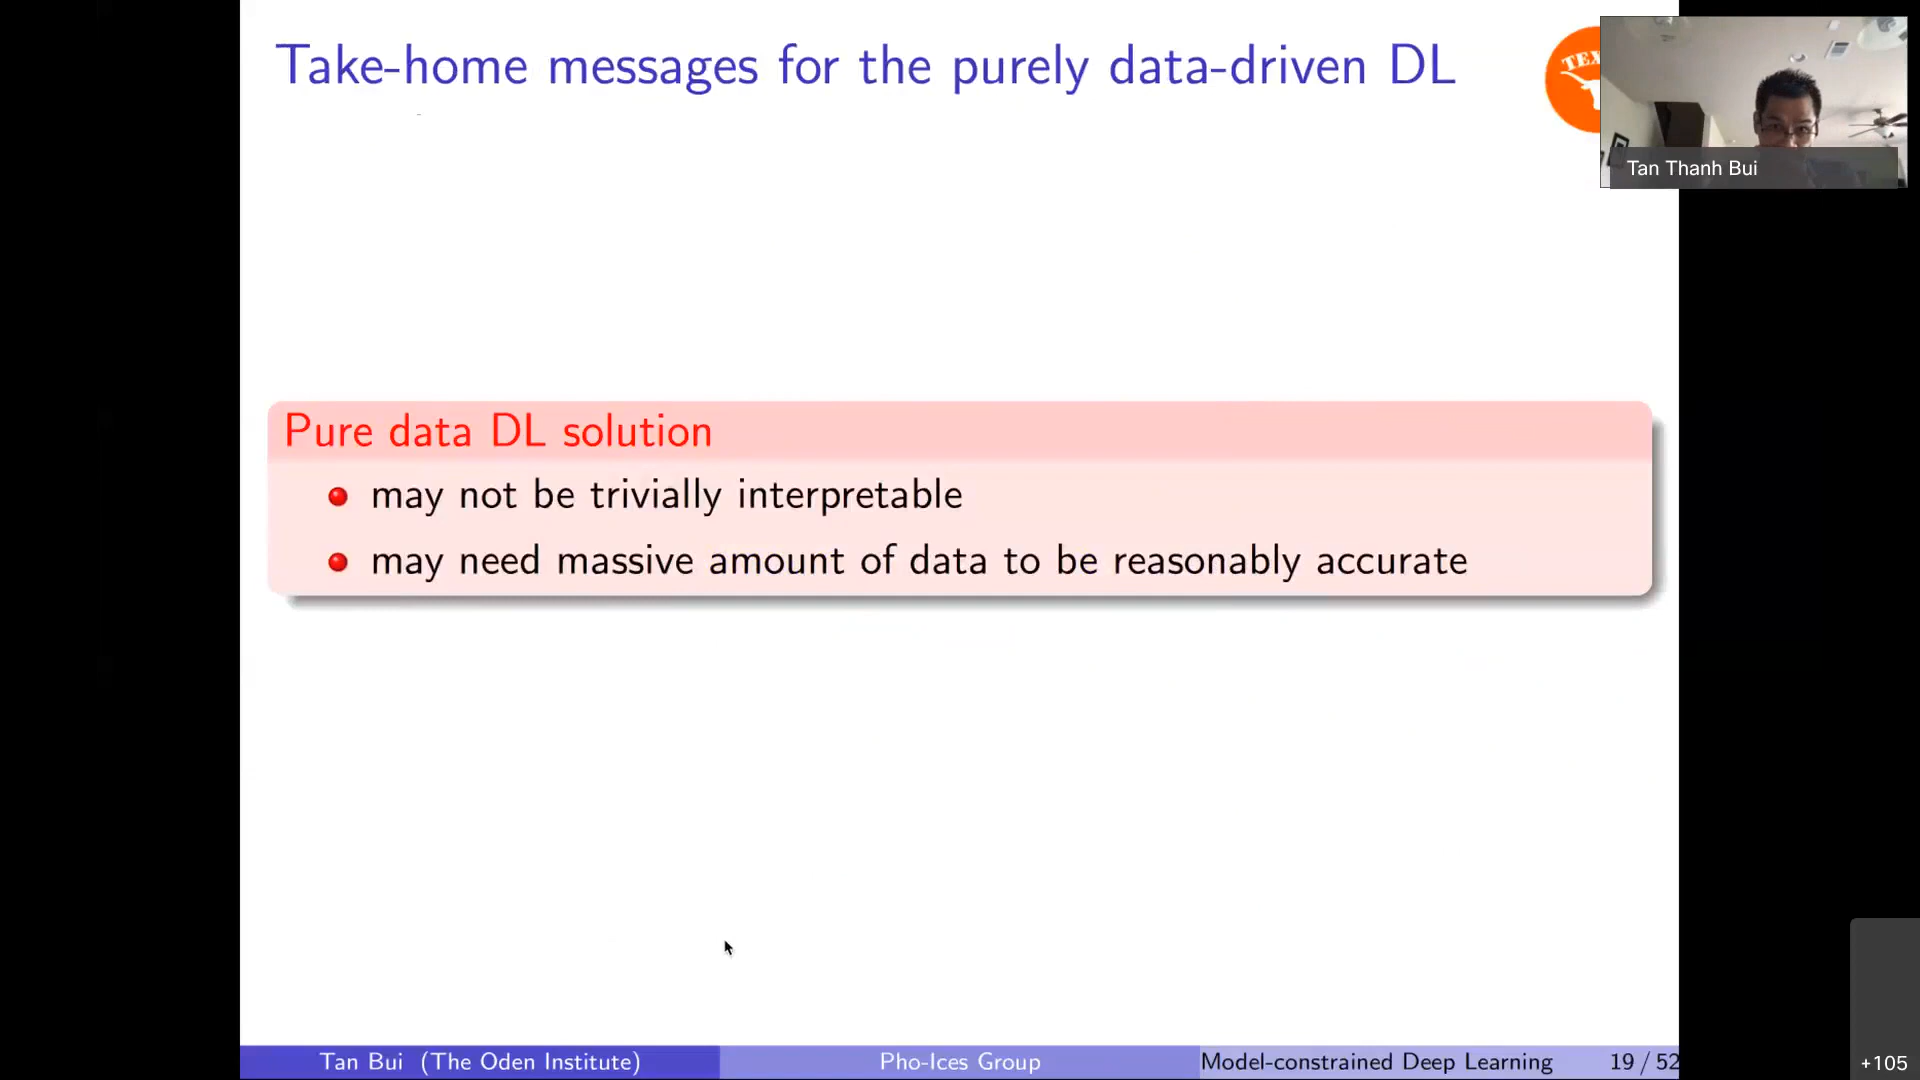 Take-home messages for the purely data-driven DL
Tan Thanh Bui
Pure data DL solution
may not be trivially interpretable
may need massive amount of data to be reasonably accurate
Tan Bui (The Oden Institute)
Pho-Ices Group
Model-constrained Deep Learning
19 / 52
+105